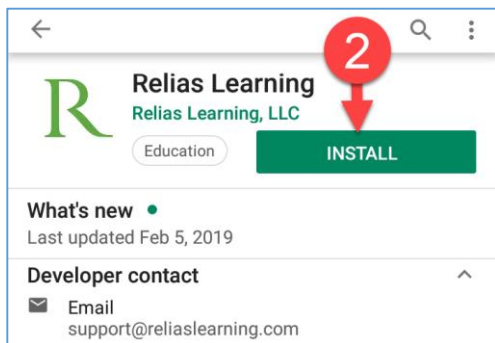 2
R
Relias Learning
Relias Learning, LLC
Education
INSTALL
What's new
Last updated Feb 5, 2019
Developer contact
Email
support@reliaslearning.com